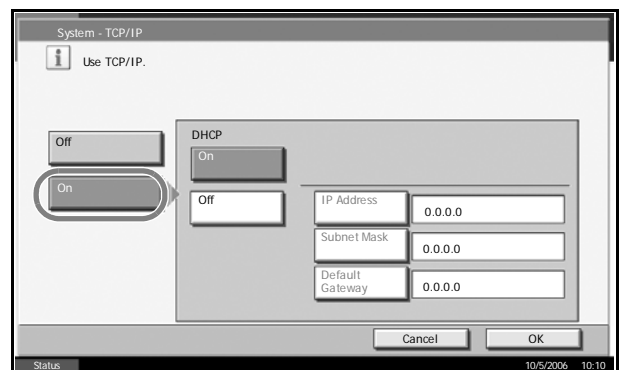 System - TCP/IP
Use TCP/IP.
Off
On
DHCP
On
Off
IP Address
0.0.0.0
Subnet Mask
0.0.0.0
Default
Gateway
0.0.0.0
Cancel
OK
Status
10/5/2006 10:10